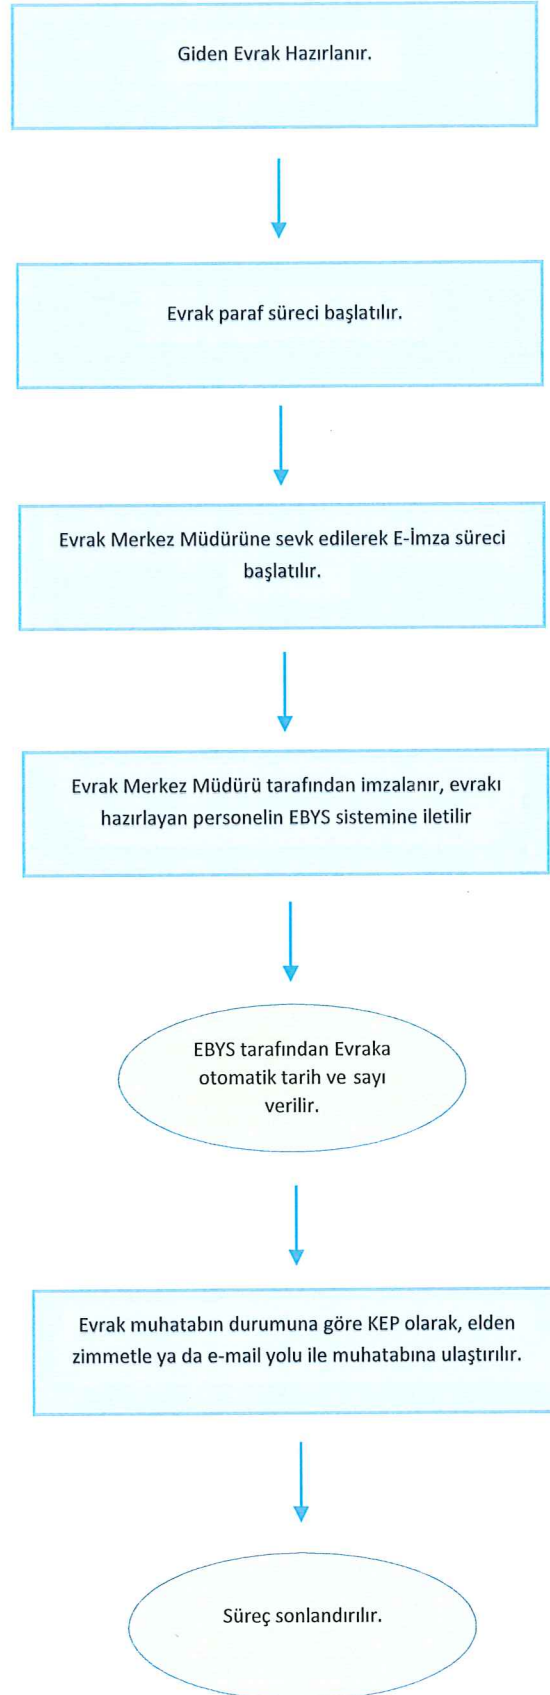 Giden Evrak Hazırlanır.
Evrak paraf süreci başlatılır.
Evrak Merkez Müdürüne sevk edilerek E-İmza süreci
başlatılır.
Evrak Merkez Müdürü tarafından imzalanır, evrakı
hazırlayan personelin EBYS sistemine iletilir
EBYS tarafından Evraka
otomatik tarih ve sayı
verilir.
Evrak muhatabın durumuna göre KEP olarak, elden
zimmetle ya da e-mail yolu ile muhatabına ulaştırılır.
Süreç sonlandırılır.